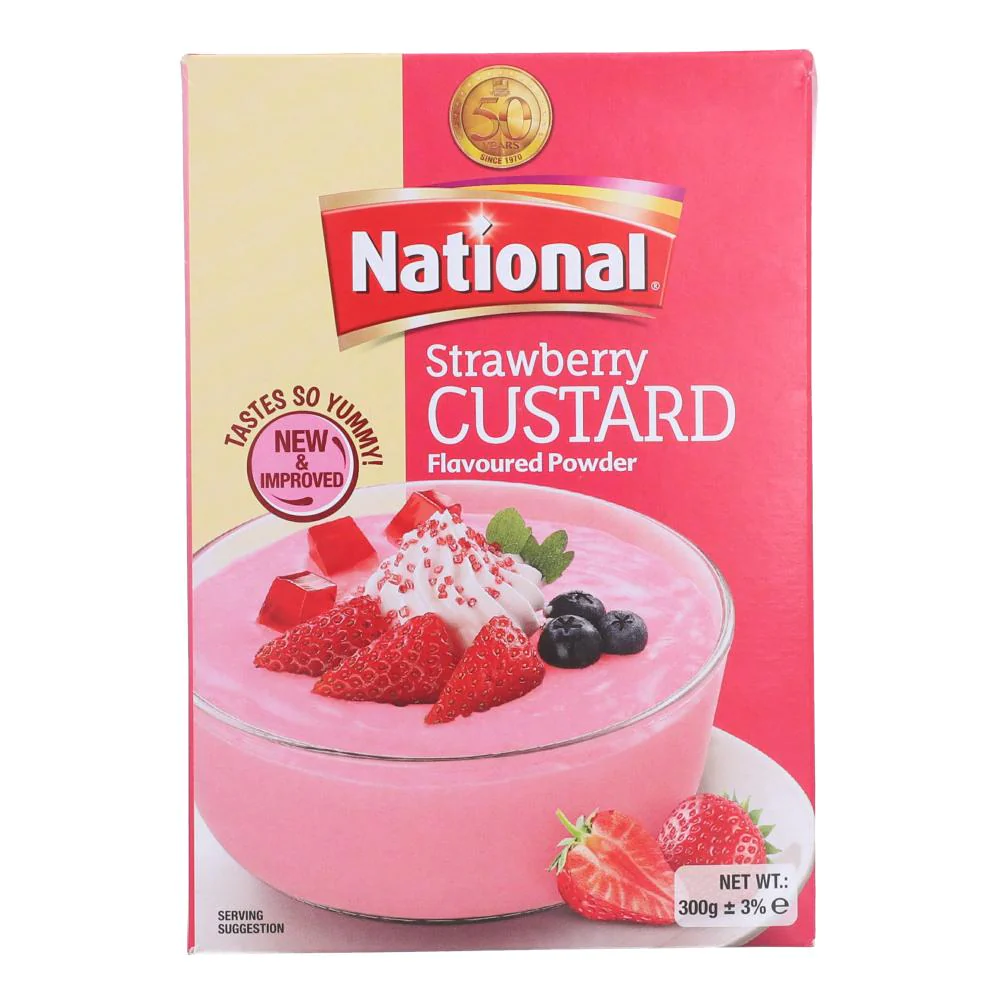 50
YEARS
SINCE 1970
National®
Strawberry
CUSTARD
Flavoured Powder
TASTES SO YUMMY!
NEW
&
IMPROVED
SERVING
SUGGESTION
NET WT.:
300g ± 3% ℮